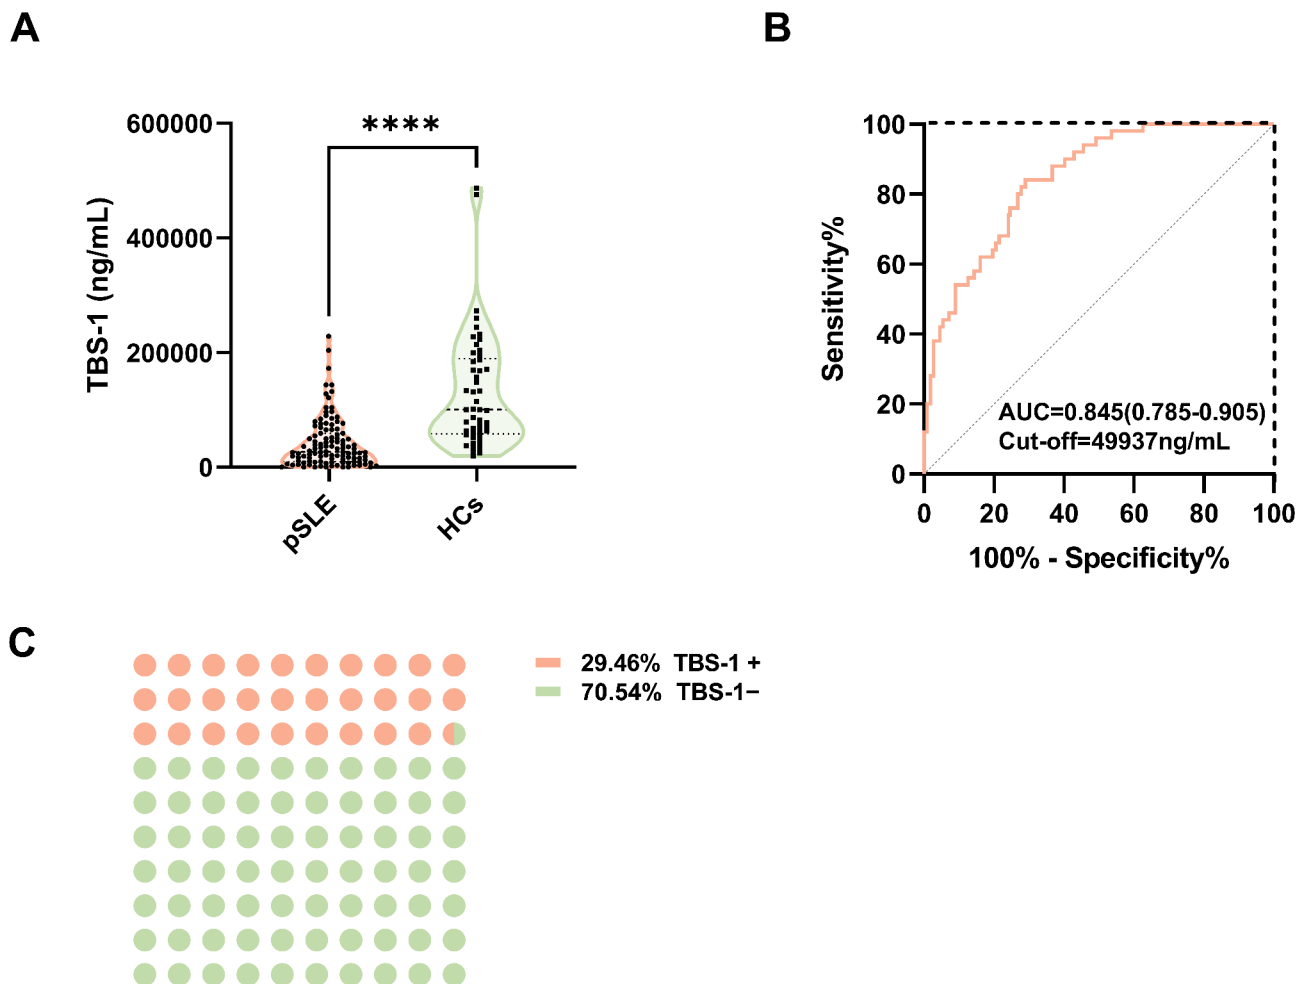 A
B
****
600000
400000
200000
0
TBS-1 (ng/mL)
pSLE
HCs
100
80
60
40
20
0
Sensitivity%
AUC=0.845(0.785-0.905)
Cut-off=49937ng/mL
0 20 40 60 80 100
100% - Specificity%
C
29.46% TBS-1 +
70.54% TBS-1−